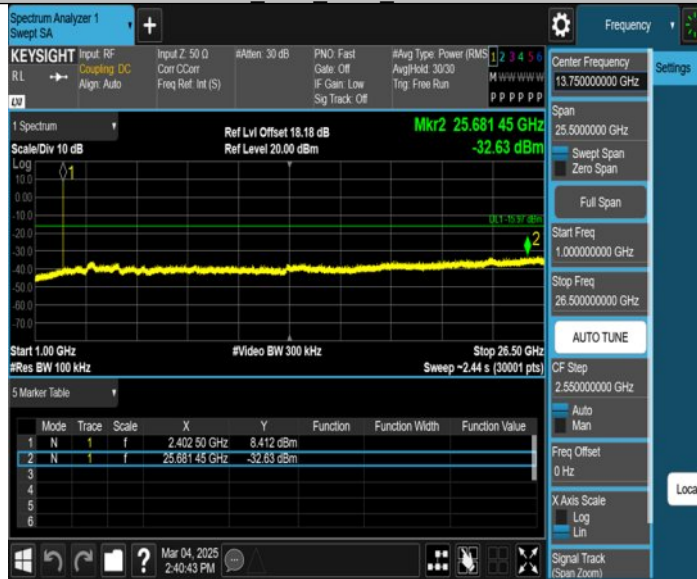 Spectrum Analyzer 1
Swept SA
+
Frequency
KEYSIGHT
RL
LXI
Input: RF
Coupling: DC
Align: Auto
Input Z: 50 Ω
Corr CCorr
Freq Ref: Int (S)
#Atten: 30 dB
PNO: Fast
Gate: Off
IF Gain: Low
Sig Track: Off
#Avg Type: Power (RMS)
Avg|Hold: 30/30
Trig: Free Run
1 2 3 4 5 6
M W W W W W
P P P P P P
Center Frequency
13.750000000 GHz
Settings
Span
25.5000000 GHz
Swept Span
Zero Span
Full Span
Start Freq
1.000000000 GHz
Stop Freq
26.500000000 GHz
AUTO TUNE
CF Step
2.550000000 GHz
Auto
Man
Freq Offset
0 Hz
X Axis Scale
Log
Lin
Signal Track
(Span Zoom)
Loca
1 Spectrum
Scale/Div 10 dB
Ref Lvl Offset 18.18 dB
Ref Level 20.00 dBm
Mkr2 25.681 45 GHz
-32.63 dBm
Log
10.0
0.00
-10.0
-20.0
-30.0
-40.0
-50.0
-60.0
-70.0
1
DL1 -15.97 dBm
2
Start 1.00 GHz
#Res BW 100 kHz
#Video BW 300 kHz
Stop 26.50 GHz
Sweep ~2.44 s (30001 pts)
5 Marker Table
Mode Trace Scale X Y Function Function Width Function Value
1 N 1 f 2.402 50 GHz 8.412 dBm
2 N 1 f 25.681 45 GHz -32.63 dBm
3
4
5
6
?
Mar 04, 2025
2:40:43 PM